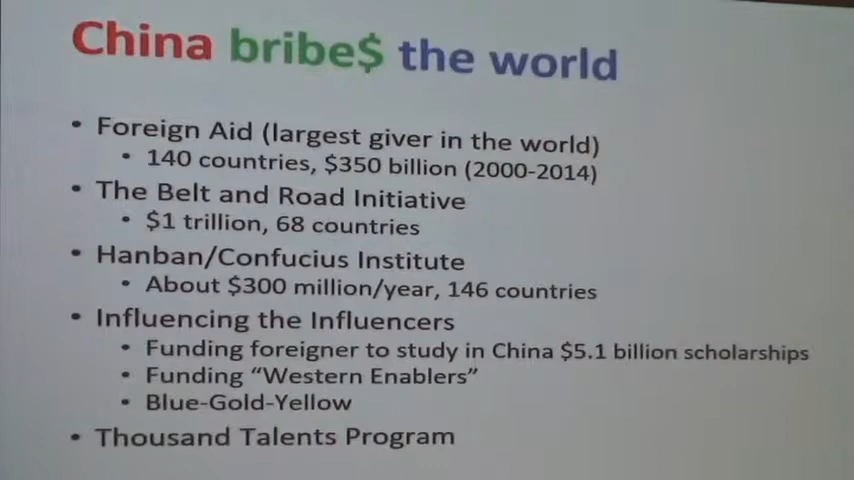 China bribe$ the world
• Foreign Aid (largest giver in the world)
• 140 countries, $350 billion (2000-2014)
• The Belt and Road Initiative
• $1 trillion, 68 countries
• Hanban/Confucius Institute
• About $300 million/year, 146 countries
• Influencing the Influencers
• Funding foreigner to study in China $5.1 billion scholarships
• Funding “Western Enablers”
• Blue-Gold-Yellow
• Thousand Talents Program